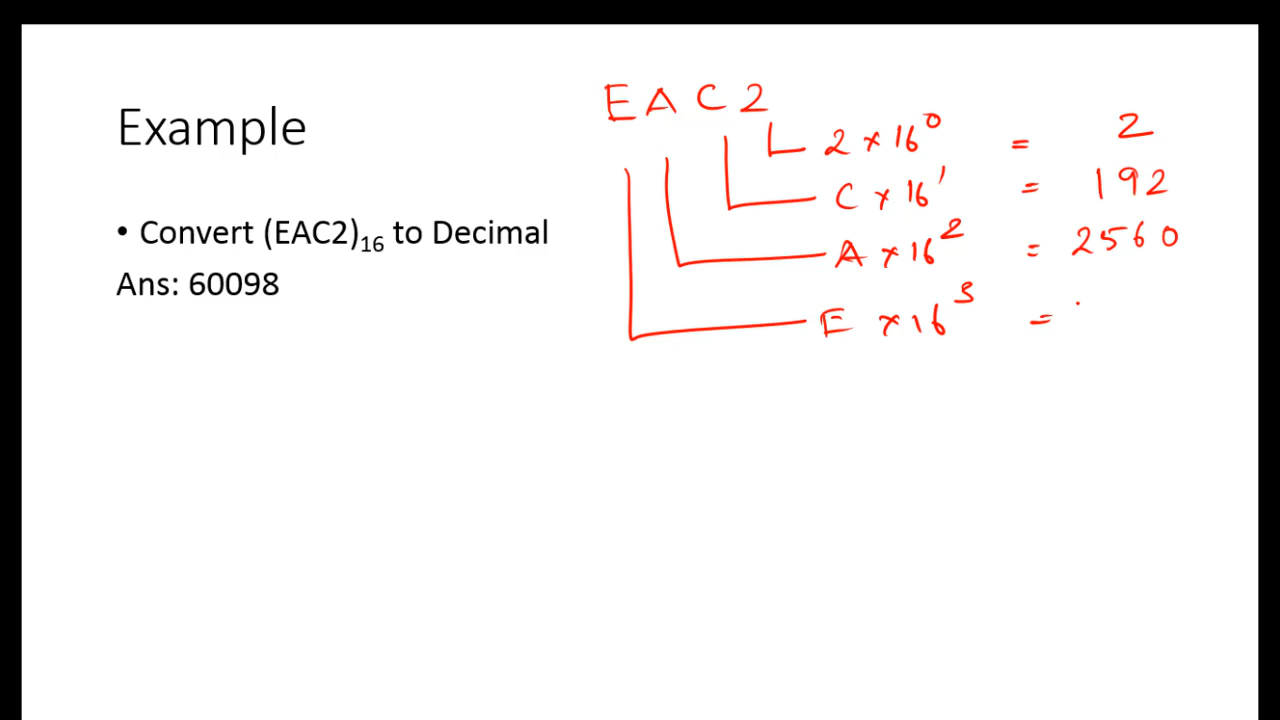 Example
• Convert (EAC2)₁₆ to Decimal
Ans: 60098
EAC2
2 × 16⁰ = 2
C × 16¹ = 192
A × 16² = 2560
E × 16³ =